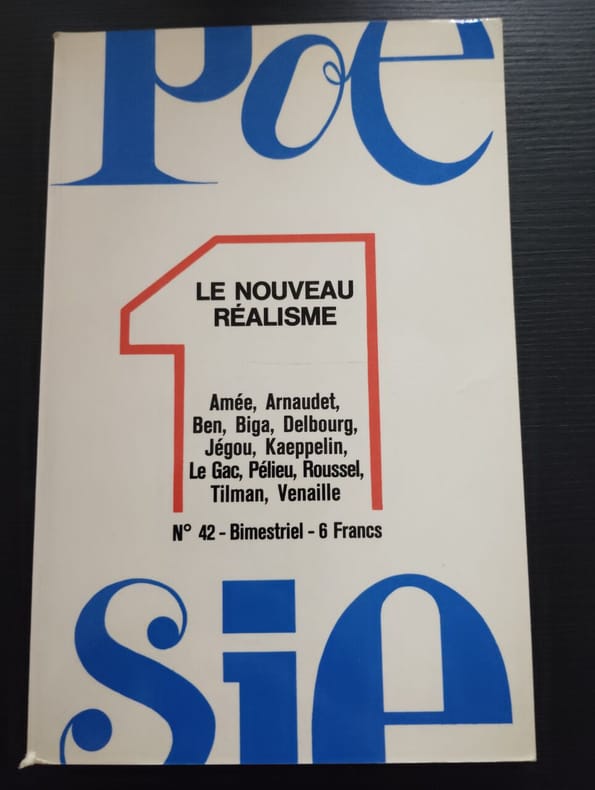 Poe
1
LE NOUVEAU
RÉALISME
Amée, Arnaudet,
Ben, Biga, Delbourg,
Jégou, Kaeppelin,
Le Gac, Pélieu, Roussel,
Tilman, Venaille
N° 42 - Bimestriel - 6 Francs
sie